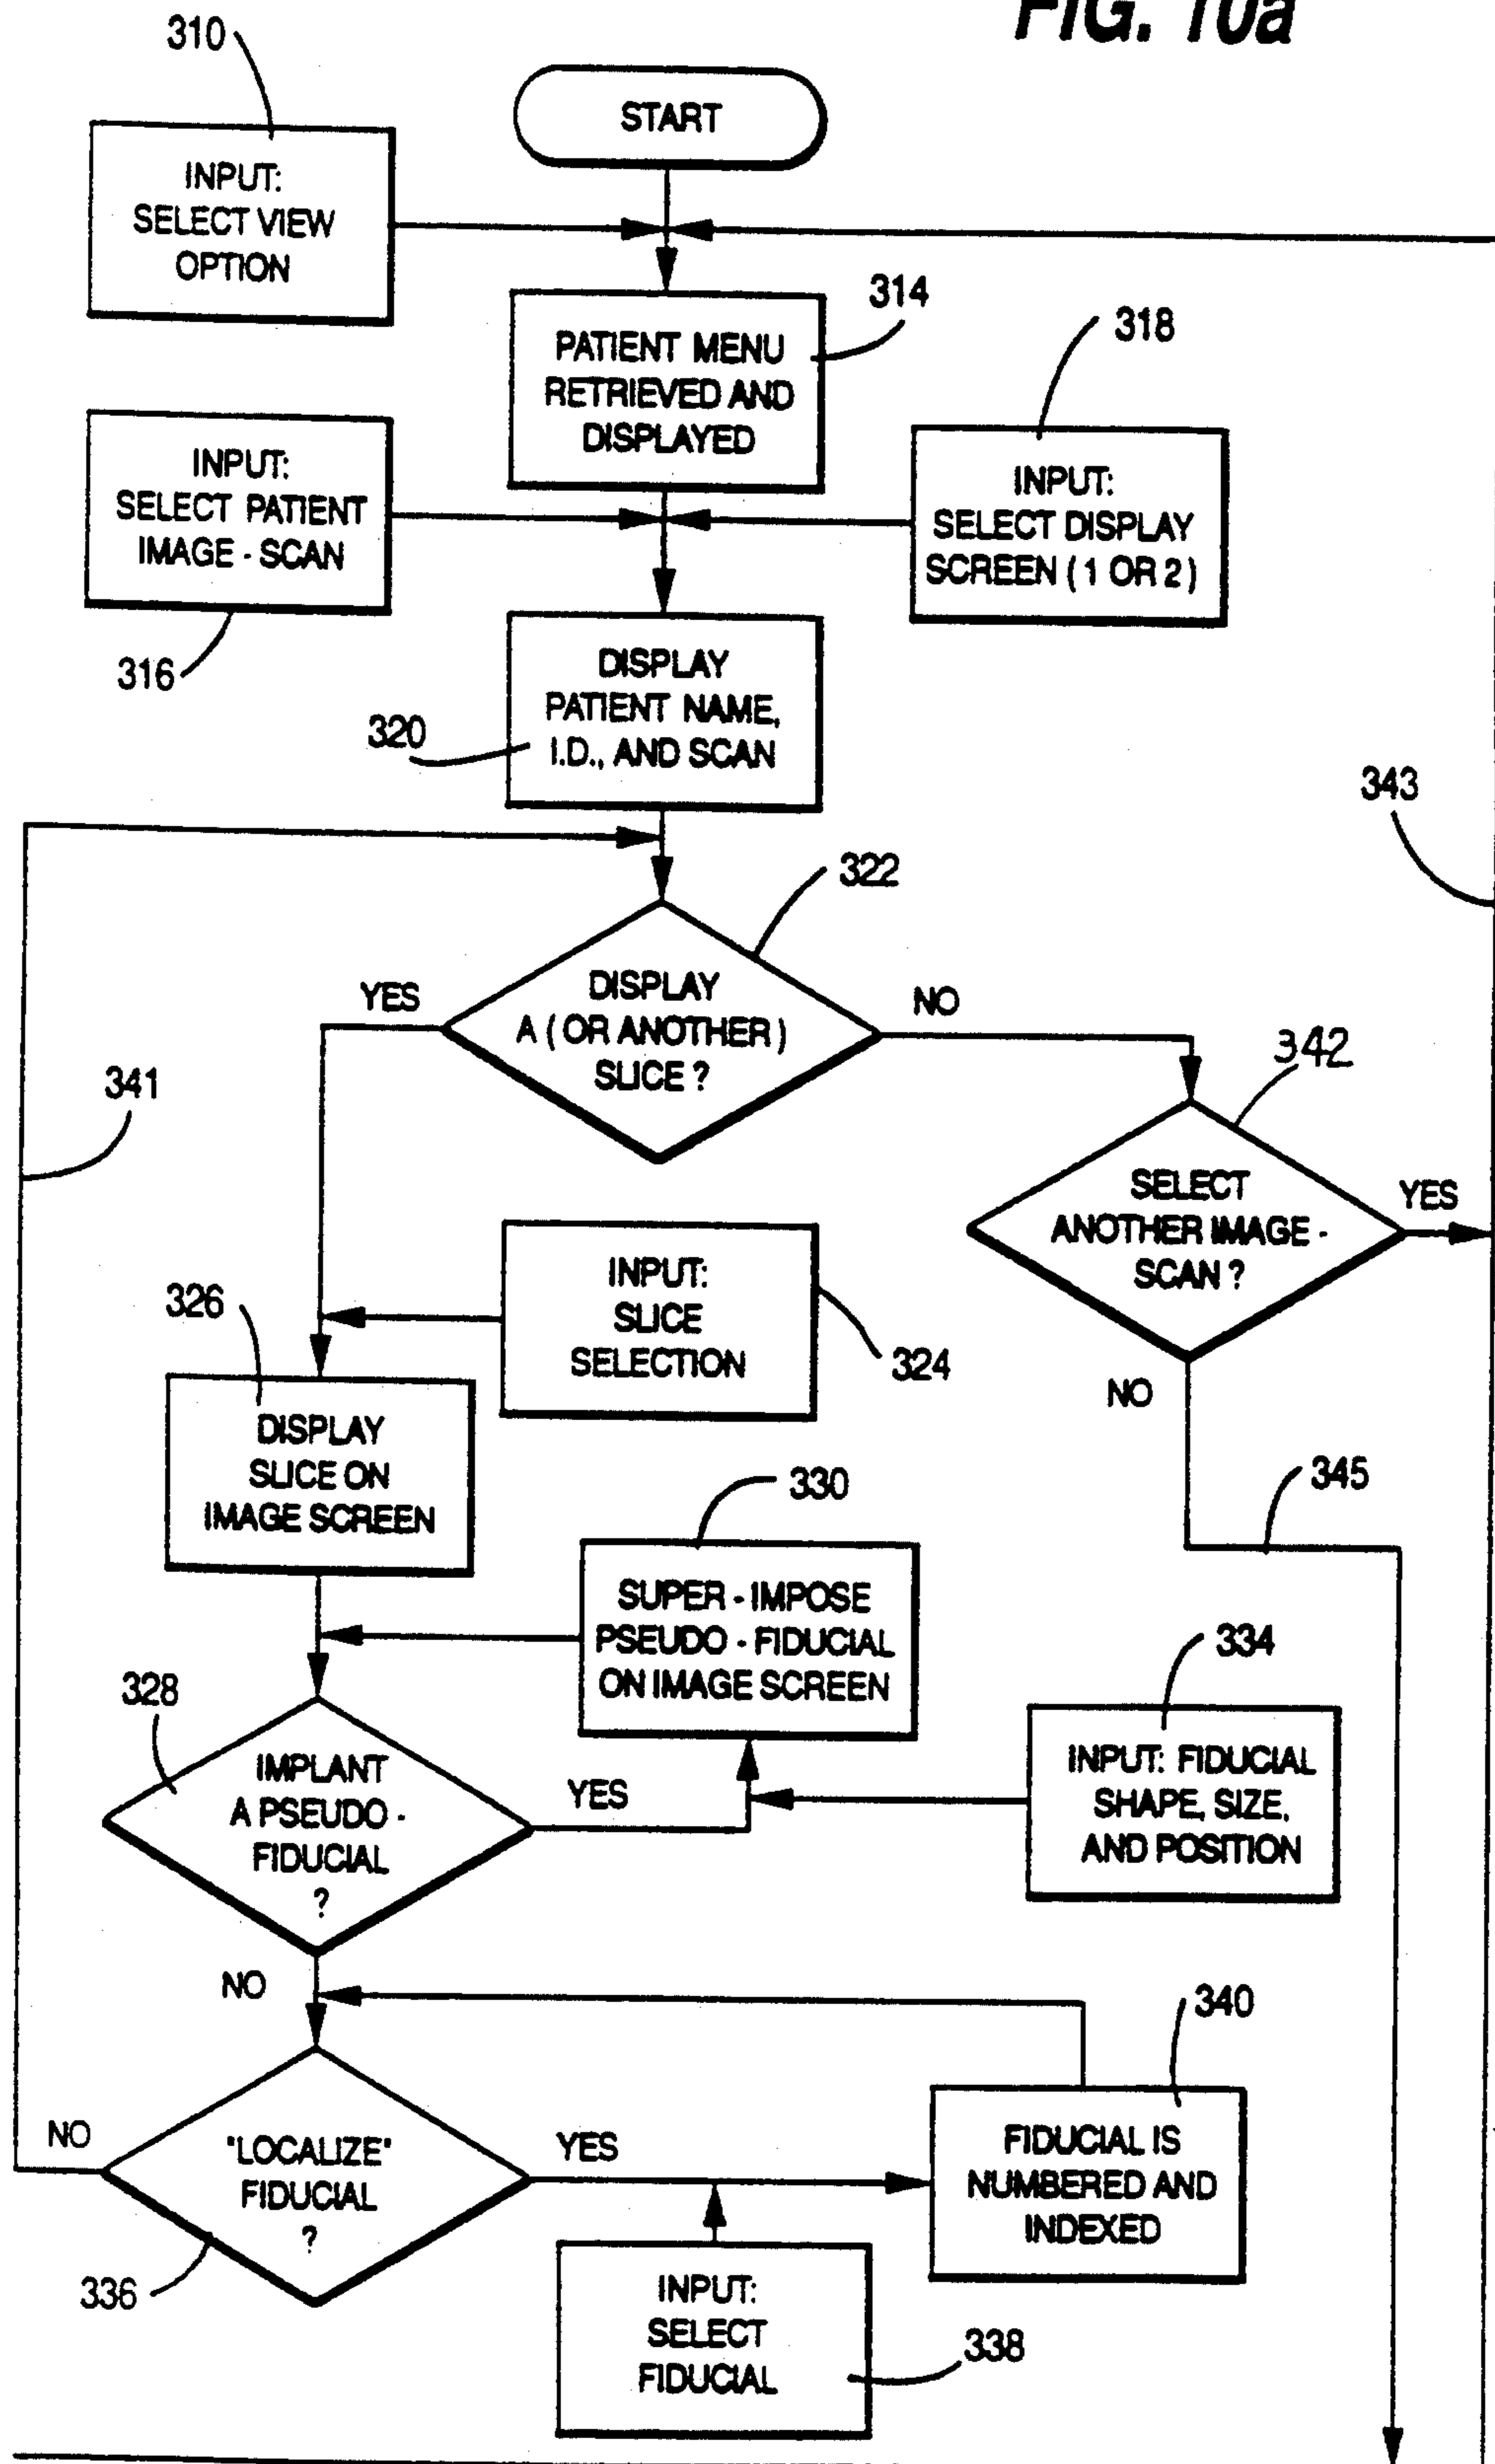 FIG. 10a
310
START
INPUT:
SELECT VIEW
OPTION
314
PATIENT MENU
RETRIEVED AND
DISPLAYED
318
INPUT:
SELECT PATIENT
IMAGE - SCAN
316
INPUT:
SELECT DISPLAY
SCREEN ( 1 OR 2 )
DISPLAY
PATIENT NAME,
I.D., AND SCAN
320
343
322
YES
DISPLAY
A ( OR ANOTHER )
SLICE ?
NO
341
342
SELECT
ANOTHER IMAGE -
SCAN ?
YES
NO
INPUT:
SLICE
SELECTION
324
326
DISPLAY
SLICE ON
IMAGE SCREEN
345
330
SUPER - IMPOSE
PSEUDO - FIDUCIAL
ON IMAGE SCREEN
334
INPUT: FIDUCIAL
SHAPE, SIZE,
AND POSITION
328
IMPLANT
A PSEUDO -
FIDUCIAL
?
YES
NO
340
NO
"LOCALIZE"
FIDUCIAL
?
YES
FIDUCIAL IS
NUMBERED AND
INDEXED
336
INPUT:
SELECT
FIDUCIAL
338